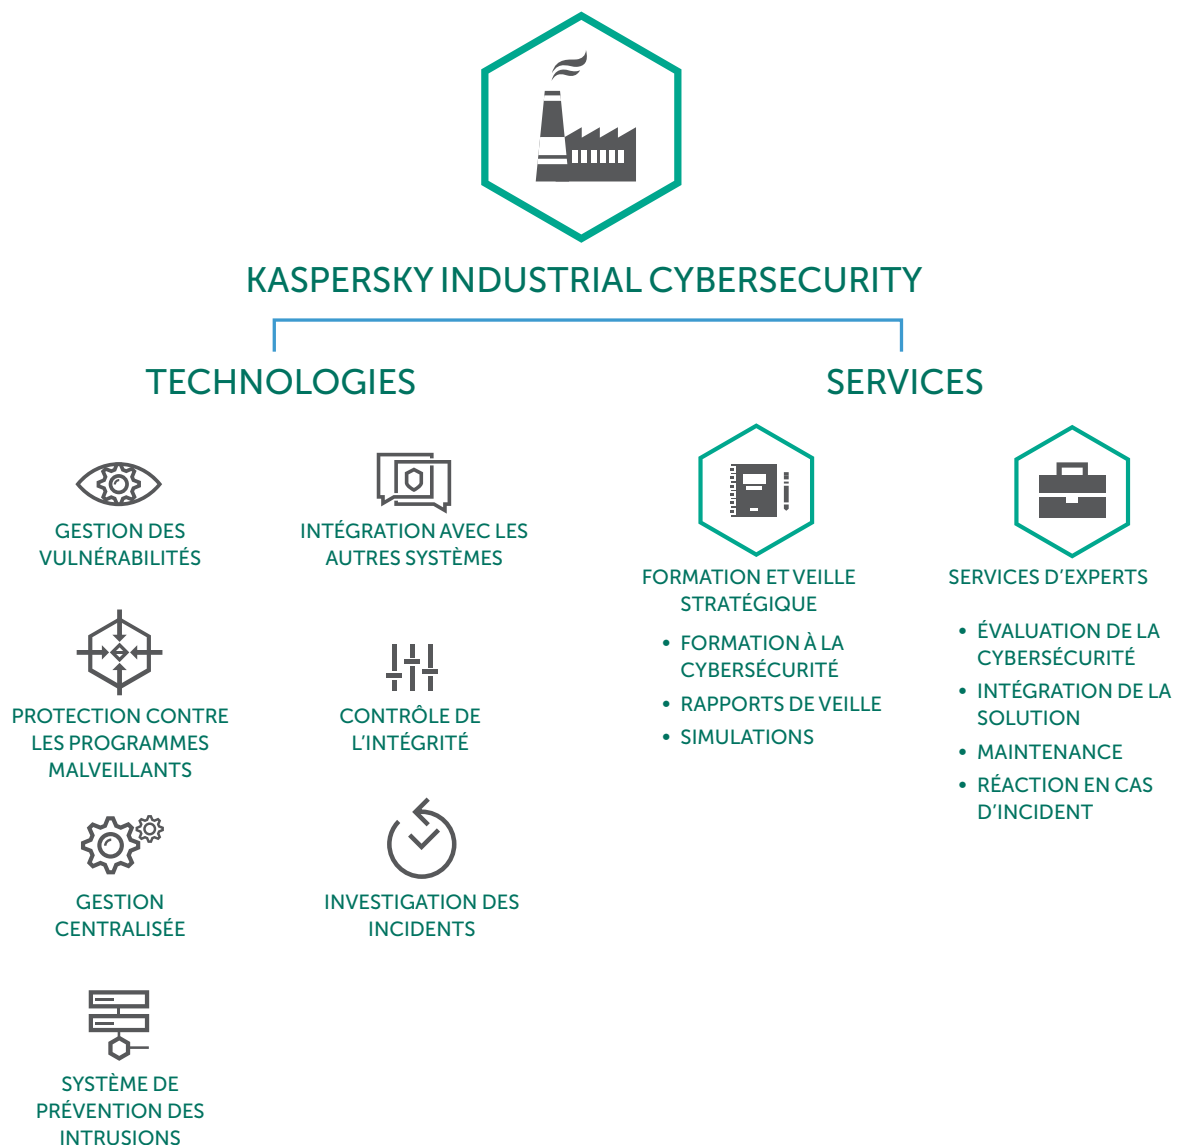 KASPERSKY INDUSTRIAL CYBERSECURITY
TECHNOLOGIES
GESTION DES
VULNÉRABILITÉS
INTÉGRATION AVEC LES
AUTRES SYSTÈMES
PROTECTION CONTRE
LES PROGRAMMES
MALVEILLANTS
CONTRÔLE DE
L'INTÉGRITÉ
GESTION
CENTRALISÉE
INVESTIGATION DES
INCIDENTS
SYSTÈME DE
PRÉVENTION DES
INTRUSIONS
SERVICES
FORMATION ET VEILLE
STRATÉGIQUE
• FORMATION À LA
CYBERSÉCURITÉ
• RAPPORTS DE VEILLE
• SIMULATIONS
SERVICES D'EXPERTS
• ÉVALUATION DE LA
CYBERSÉCURITÉ
• INTÉGRATION DE LA
SOLUTION
• MAINTENANCE
• RÉACTION EN CAS
D'INCIDENT